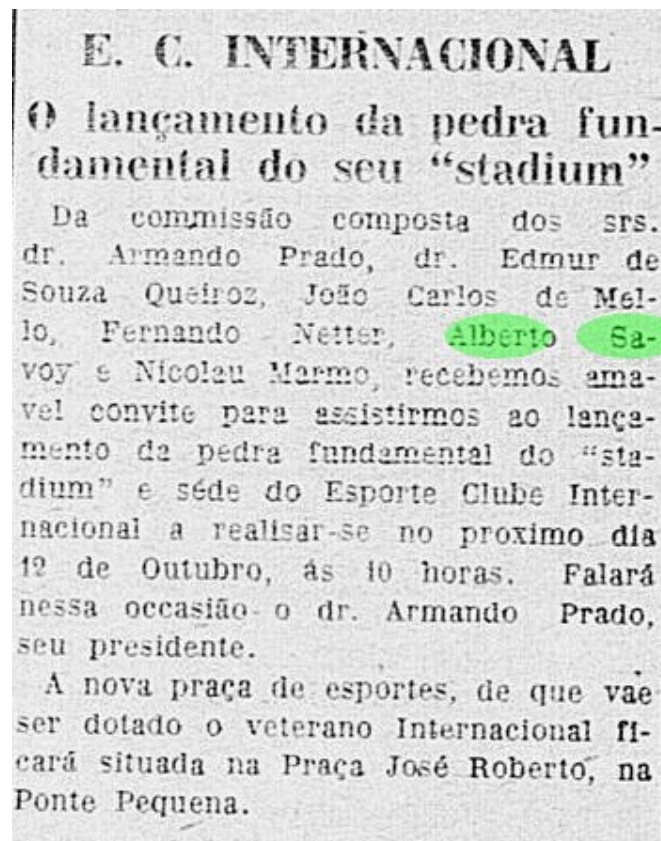 E. C. INTERNACIONAL
O lançamento da pedra fun-
damental do seu “stadium”
Da commissão composta dos srs.
dr. Armando Prado, dr. Edmur de
Souza Queiroz, João Carlos de Mel-
lo, Fernando Netter, Alberto Sa-
voy e Nicolau Marmo, recebemos ama-
vel convite para assistirmos ao lança-
mento da pedra fundamental do “sta-
dium” e séde do Esporte Clube Inter-
nacional a realisar-se no proximo dia
12 de Outubro, ás 10 horas. Falará
nessa occasião o dr. Armando Prado,
seu presidente.
A nova praça de esportes, de que vae
ser dotado o veterano Internacional fi-
cará situada na Praça José Roberto, na
Ponte Pequena.